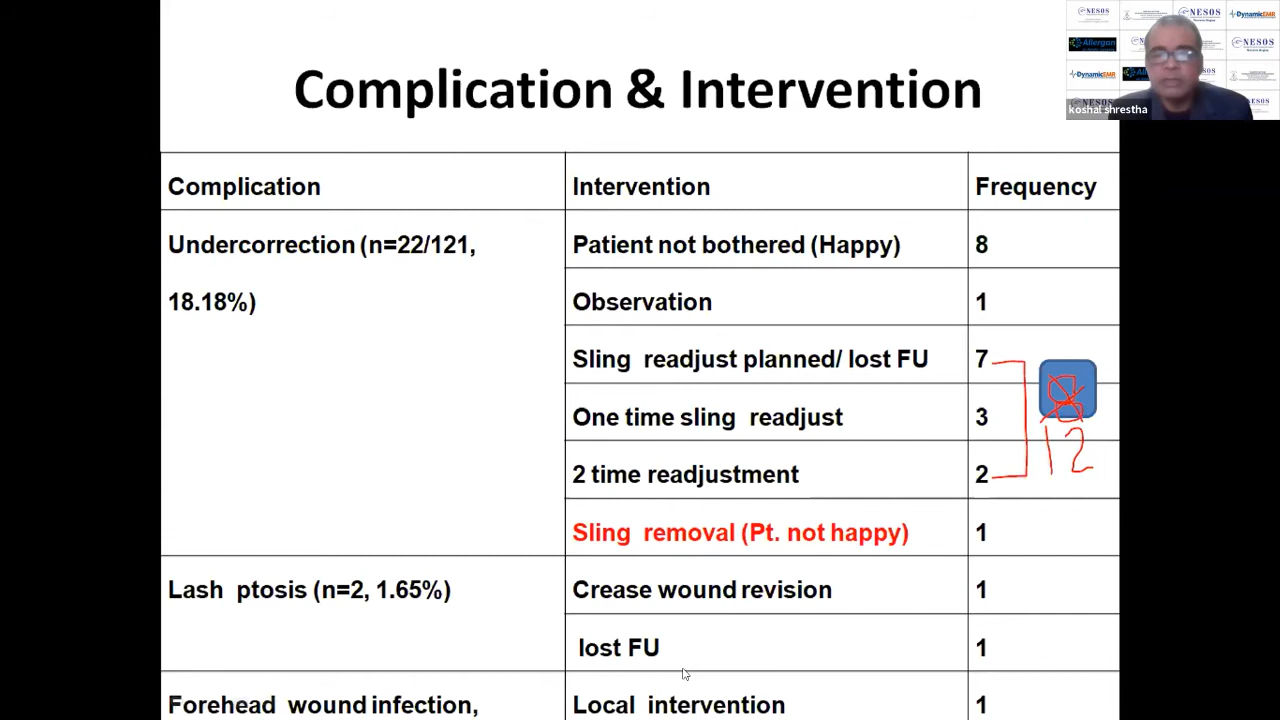 NESOS
DynamicEMR
Allergan
NESOS
DynamicEMR
NESOS
koshal shrestha
Complication & Intervention
Complication Intervention Frequency
Undercorrection (n=22/121, Patient not bothered (Happy) 8
18.18%) Observation 1
Sling readjust planned/ lost FU 7
One time sling readjust 3
12
2 time readjustment 2
Sling removal (Pt. not happy) 1
Lash ptosis (n=2, 1.65%) Crease wound revision 1
lost FU 1
Forehead wound infection, Local intervention 1